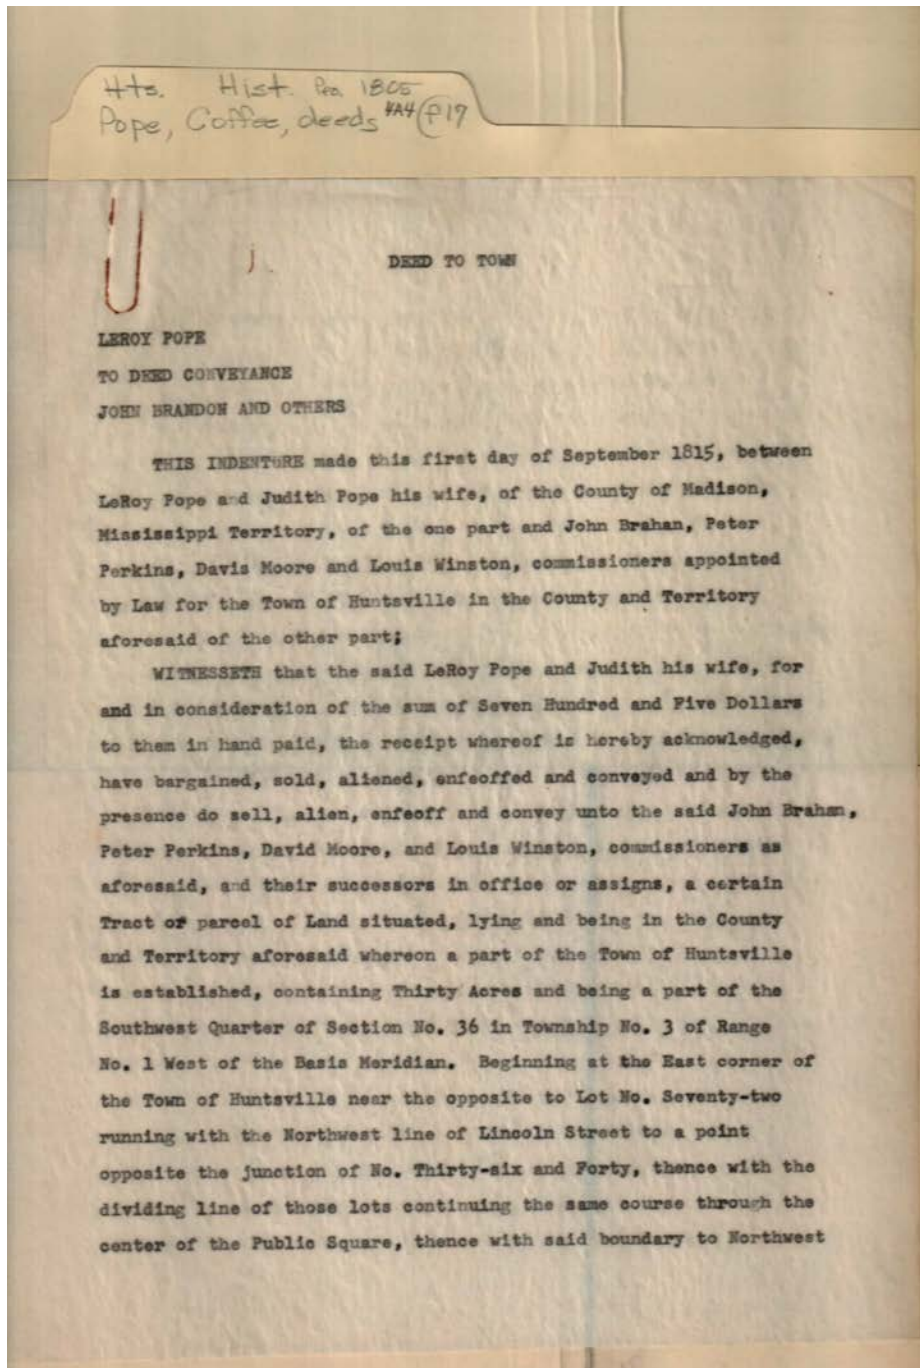 Hts. Hist. Pre 1805
Pope, Coffee, deeds 4A4 P17
DEED TO TOWN
LEROY POPE
TO DEED CONVEYANCE
JOHN BRANDON AND OTHERS
THIS INDENTURE made this first day of September 1815, between
LeRoy Pope and Judith Pope his wife, of the County of Madison,
Mississippi Territory, of the one part and John Brahan, Peter
Perkins, Davis Moore and Louis Winston, commissioners appointed
by Law for the Town of Huntsville in the County and Territory
aforesaid of the other part;
WITNESSETH that the said LeRoy Pope and Judith his wife, for
and in consideration of the sum of Seven Hundred and Five Dollars
to them in hand paid, the receipt whereof is hereby acknowledged,
have bargained, sold, aliened, enfeoffed and conveyed and by the
presence do sell, alien, enfeoff and convey unto the said John Brahan,
Peter Perkins, David Moore, and Louis Winston, commissioners as
aforesaid, and their successors in office or assigns, a certain
Tract or parcel of Land situated, lying and being in the County
and Territory aforesaid whereon a part of the Town of Huntsville
is established, containing Thirty Acres and being a part of the
Southwest Quarter of Section No. 36 in Township No. 3 of Range
No. 1 West of the Basis Meridian. Beginning at the East corner of
the Town of Huntsville near the opposite to Lot No. Seventy-two
running with the Northwest line of Lincoln Street to a point
opposite the junction of No. Thirty-six and Forty, thence with the
dividing line of those lots continuing the same course through the
center of the Public Square, thence with said boundary to Northwest